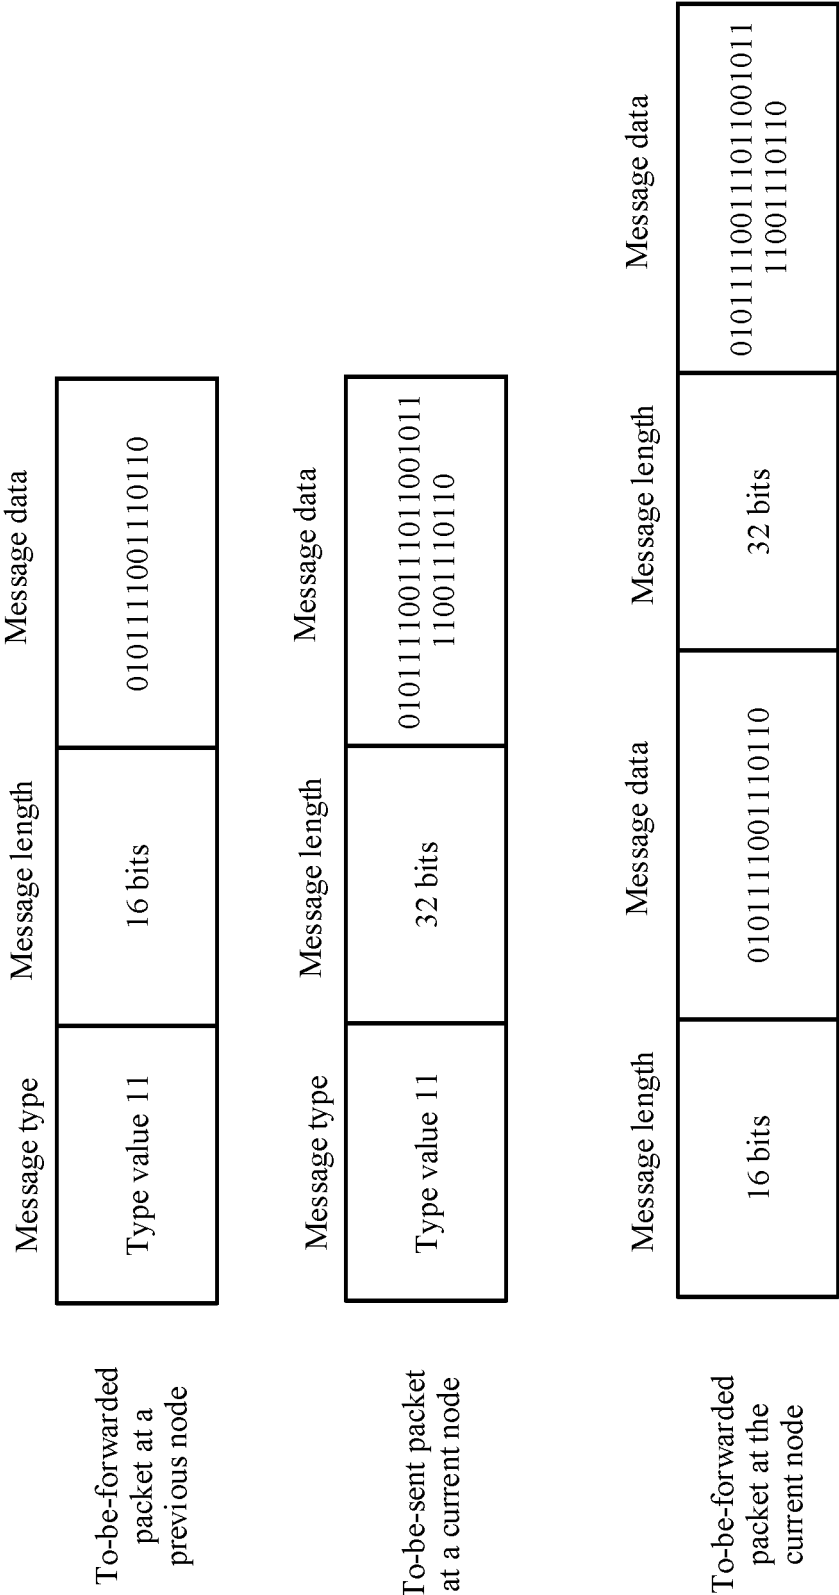 Message type
Message length
Message data
To-be-forwarded
packet at a
previous node
Type value 11
16 bits
0101111001110110
Message type
Message length
Message data
To-be-sent packet
at a current node
Type value 11
32 bits
010111100111011001011
11001110110
Message length
Message data
Message length
Message data
To-be-forwarded
packet at the
current node
16 bits
0101111001110110
32 bits
010111100111011001011
11001110110